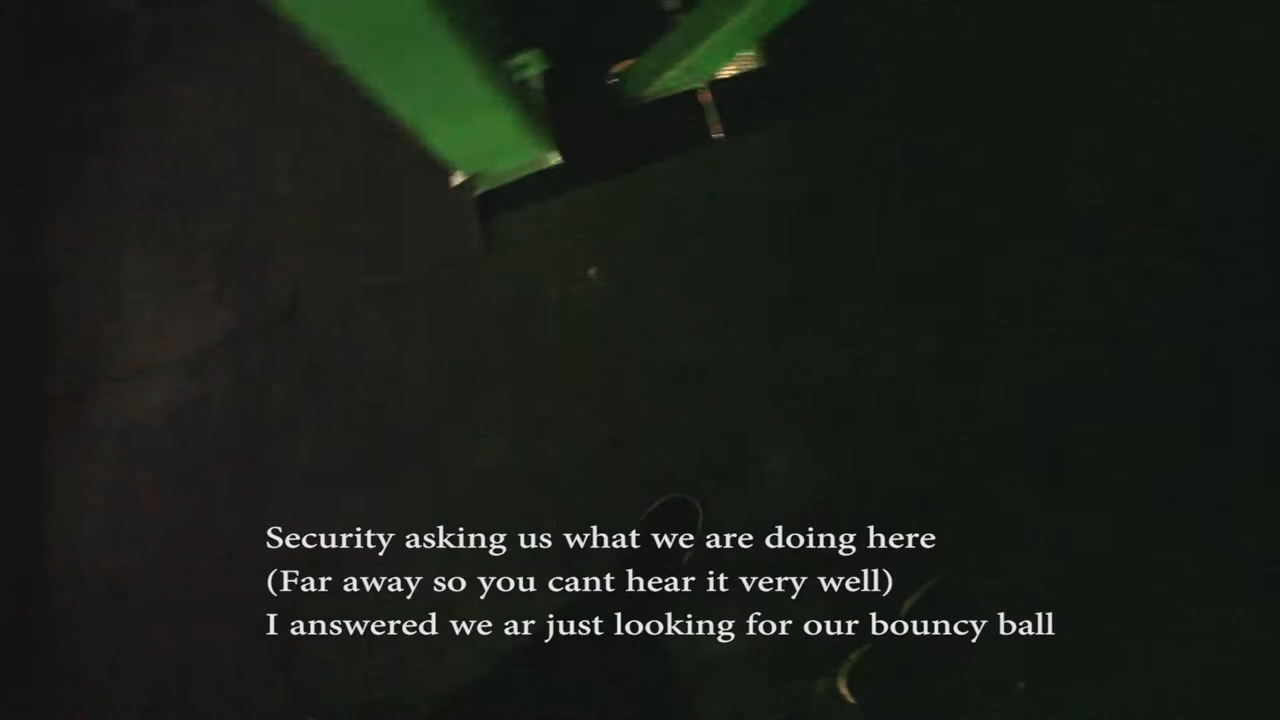 Security asking us what we are doing here
(Far away so you cant hear it very well)
I answered we ar just looking for our bouncy ball